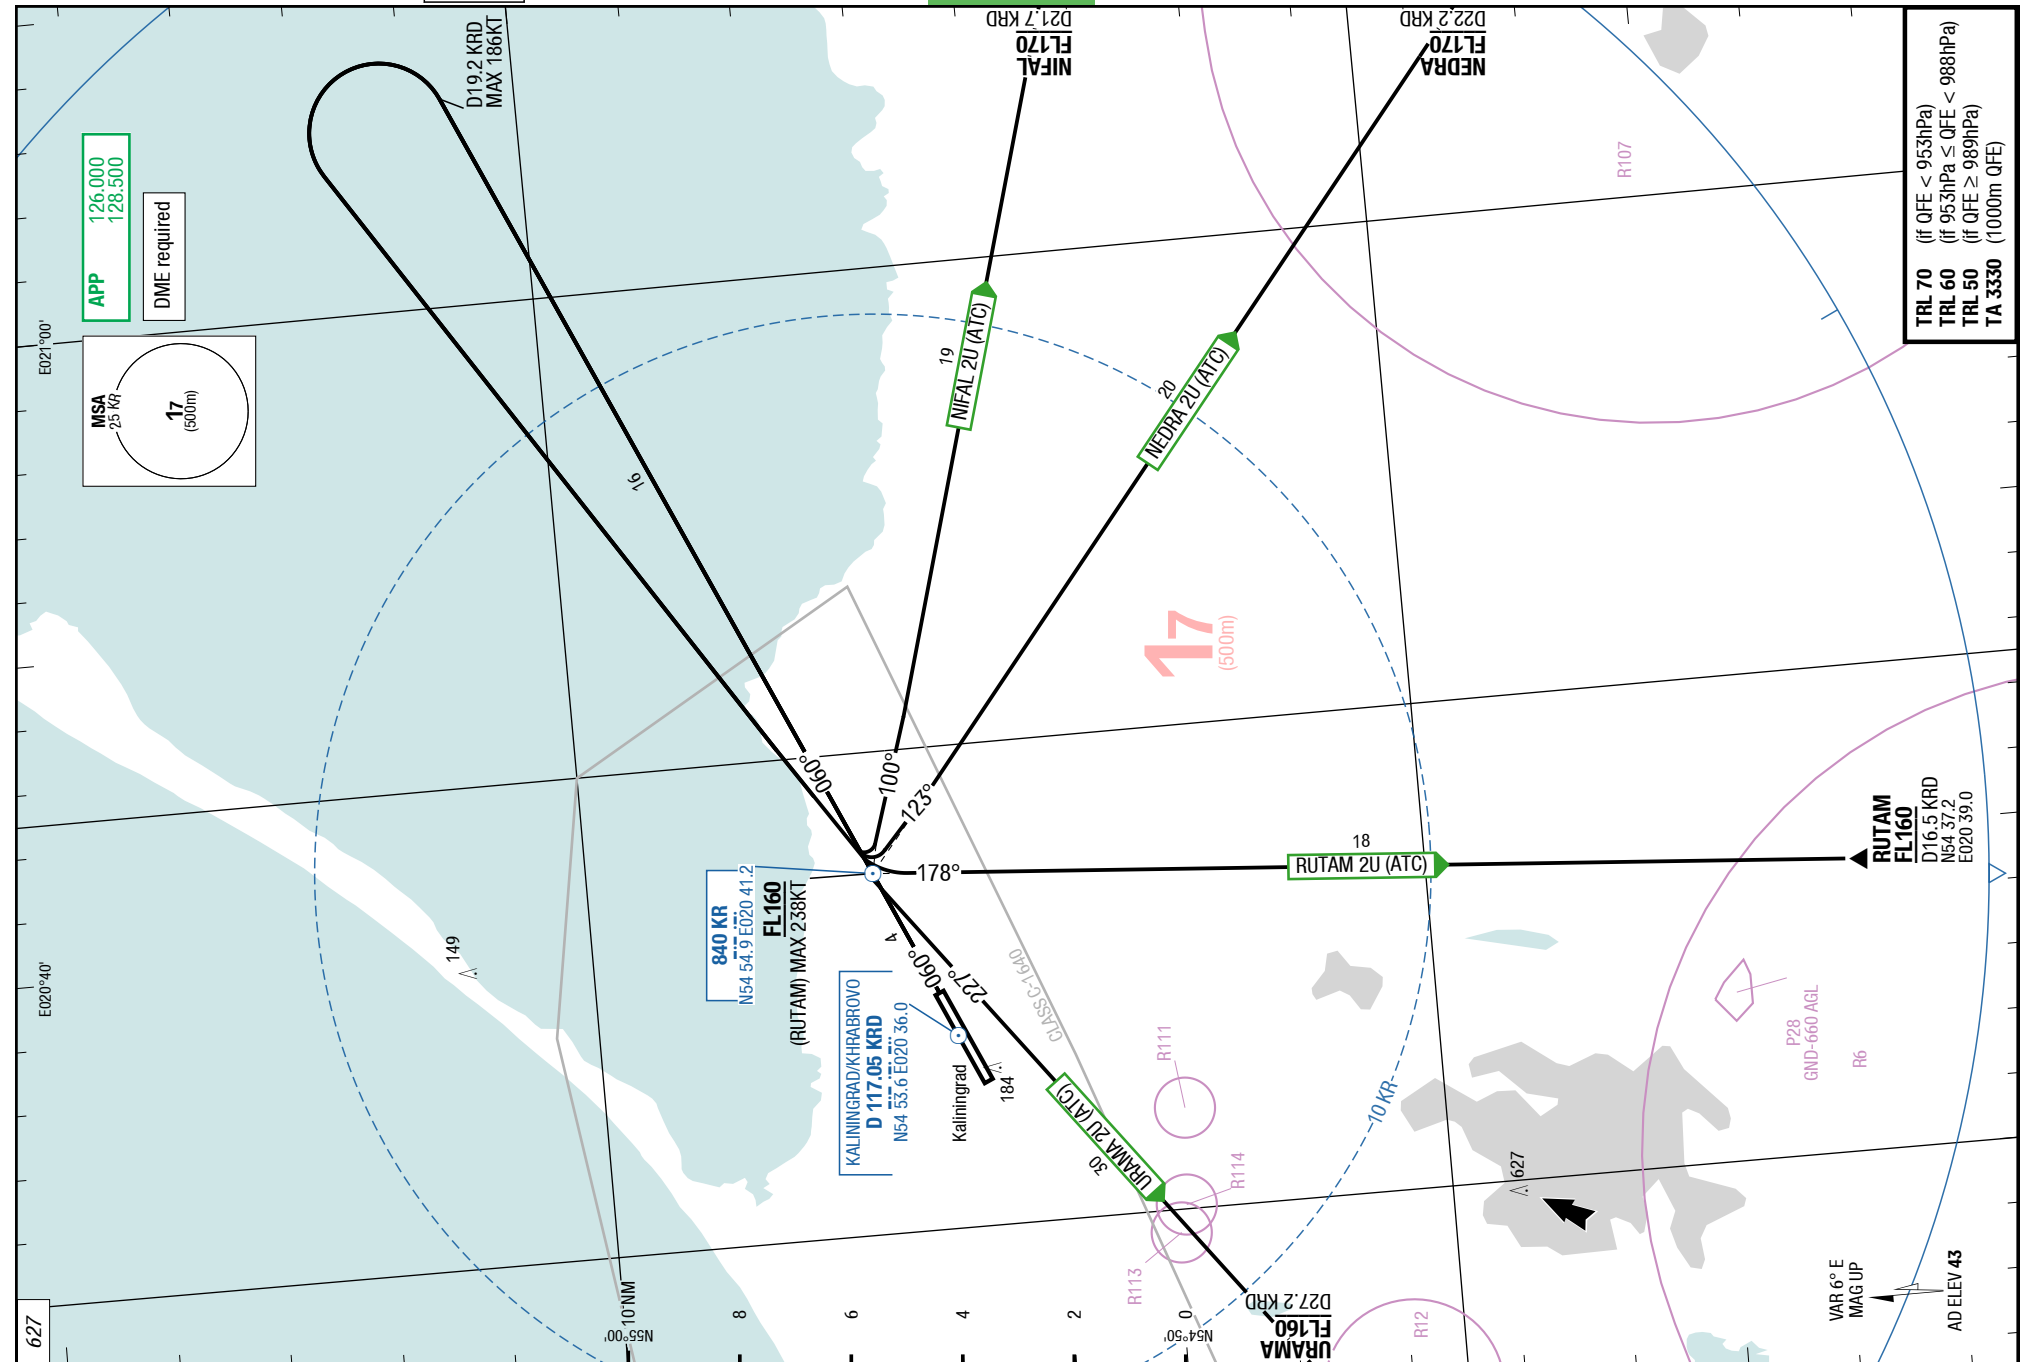 D19.2 KRD
MAX 186KT
D21.7 KRD
FL170
NIFAL
D22.2 KRD
FL170
NEDRA
APP 126.000
128.500
DME required
MSA
25 KR
17
(500m)
E021°00'
TRL 70 (if QFE < 953hPa)
TRL 60 (if 953hPa ≤ QFE < 988hPa)
TRL 50 (if QFE ≥ 989hPa)
TA 3330 (1000m QFE)
R107
16
19
NIFAL 2U (ATC)
20
NEDRA 2U (ATC)
17
(500m)
060°
100°
123°
178°
18
RUTAM 2U (ATC)
RUTAM
FL160
D16.5 KRD
N54 37.2
E020 39.0
840 KR
N54 54.9 E020 41.2
FL160
(RUTAM) MAX 238KT
4
060°
227°
149
E020°40'
KALININGRAD/KHRABROVO
D 117.05 KRD
N54 53.6 E020 36.0
Kaliningrad
184
CLASS C-1640
R111
R114
R113
R12
URAMA 2U (ATC)
30
10 KR
D27.2 KRD
FL160
URAMA
P28
GND-660 AGL
R6
627
VAR 6° E
MAG UP
AD ELEV 43
627
10 NM
8
6
4
2
0
N55°00'
N54°50'